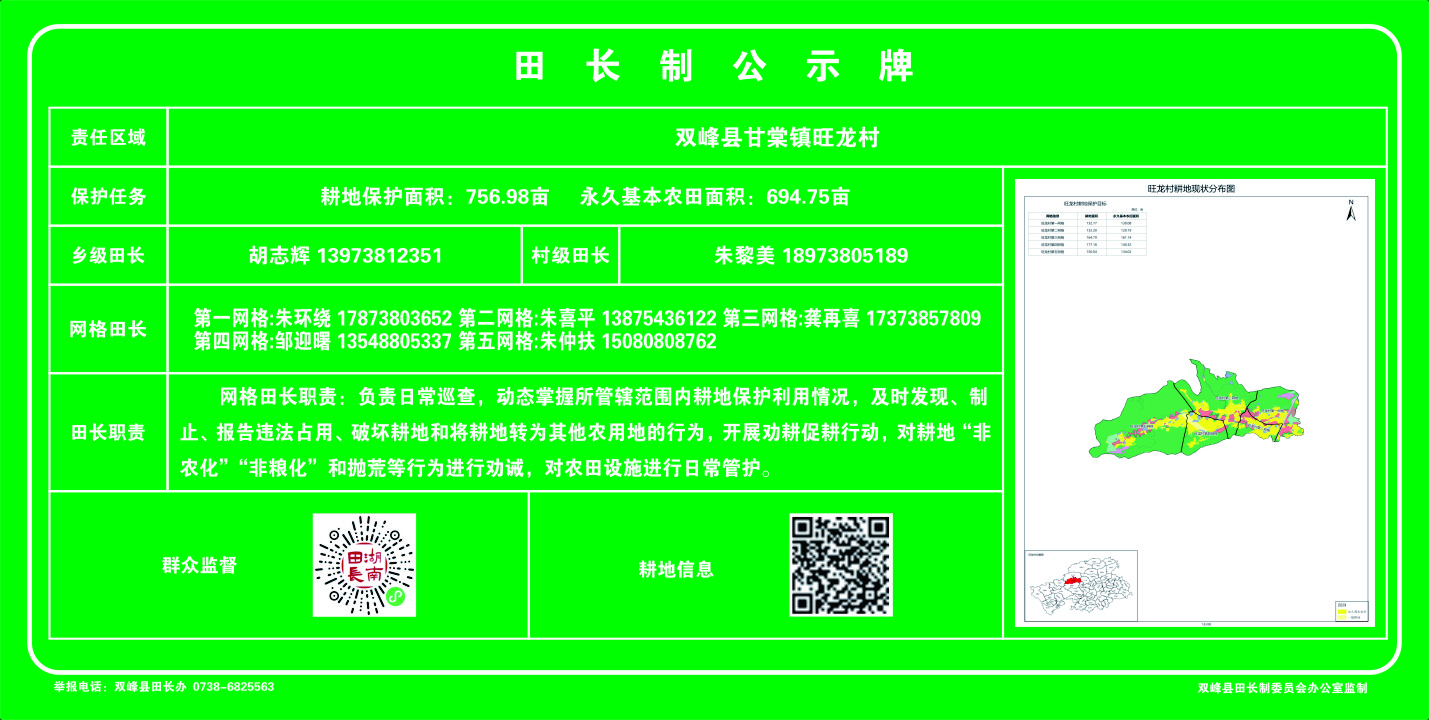 田长制公示牌
责任区域
双峰县甘棠镇旺龙村
保护任务
耕地保护面积：756.98亩 永久基本农田面积：694.75亩
乡级田长
胡志辉 13973812351
村级田长
朱黎美 18973805189
网格田长
第一网格:朱环绕 17873803652 第二网格:朱喜平 13875436122 第三网格:龚再喜 17373857809
第四网格:邹迎曙 13548805337 第五网格:朱仲扶 15080808762
田长职责
网格田长职责：负责日常巡查，动态掌握所管辖范围内耕地保护利用情况，及时发现、制
止、报告违法占用、破坏耕地和将耕地转为其他农用地的行为，开展劝耕促耕行动，对耕地“非
农化”“非粮化”和抛荒等行为进行劝诫，对农田设施进行日常管护。
群众监督
湖南
田長
耕地信息
旺龙村耕地现状分布图
旺龙村耕地保护目标
N
举报电话：双峰县田长办 0738-6825563
双峰县田长制委员会办公室监制